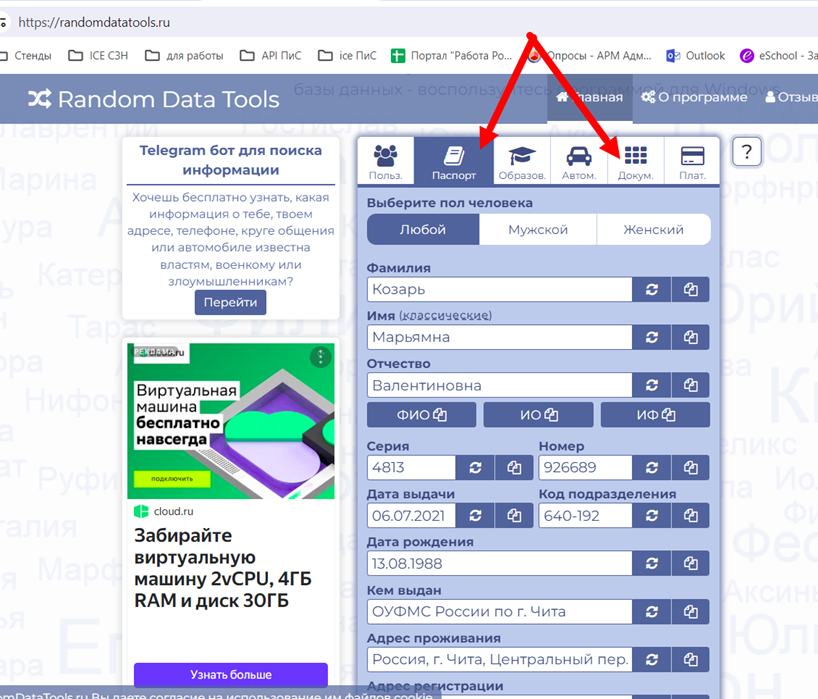 https://randomdatatools.ru
Стенды ICE СЗН для работы API ПиС ice ПиС Портал "Работа Ро... Опросы - АРМ Адм... Outlook eSchool - За
базы данных - воспользуйтесь программой для Windows
Random Data Tools
Главная О программе Отзыв
Telegram бот для поиска
информации
Хочешь бесплатно узнать, какая
информация о тебе, твоем
адресе, телефоне, круге общения
или автомобиле известна
властям, военкому или
злоумышленникам?
Перейти
РЕКЛАМА
cloud.ru
Виртуальная
машина
бесплатно
навсегда
ПОДКЛЮЧИТЬ
cloud.ru
Забирайте
виртуальную
машину 2vCPU, 4ГБ
RAM и диск 30ГБ
Узнать больше
Польз. Паспорт Образов. Автом. Докум. Плат.
?
Выберите пол человека
Любой Мужской Женский
Фамилия
Козарь
Имя (классические)
Марьямна
Отчество
Валентиновна
ФИО ИО ИФ
Серия Номер
4813 926689
Дата выдачи Код подразделения
06.07.2021 640-192
Дата рождения
13.08.1988
Кем выдан
ОУФМС России по г. Чита
Адрес проживания
Россия, г. Чита, Центральный пер.
Адрес регистрации
omDataTools.ru Вы даете согласие на использование им файлов cookie